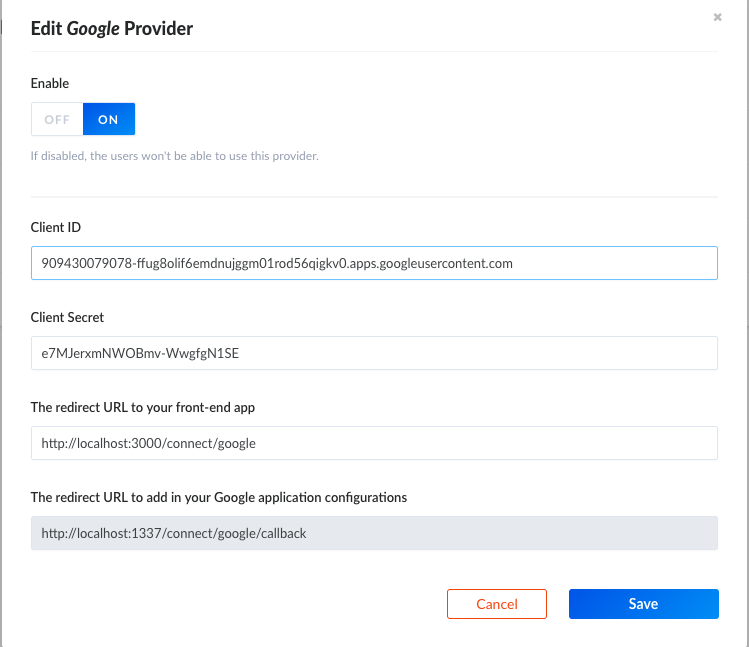 ×
Edit Google Provider
Enable
OFF ON
If disabled, the users won't be able to use this provider.
Client ID
909430079078-ffug8olif6emdnujggm01rod56qigkv0.apps.googleusercontent.com
Client Secret
e7MJerxmNWOBmv-WwgfgN1SE
The redirect URL to your front-end app
http://localhost:3000/connect/google
The redirect URL to add in your Google application configurations
http://localhost:1337/connect/google/callback
Cancel Save